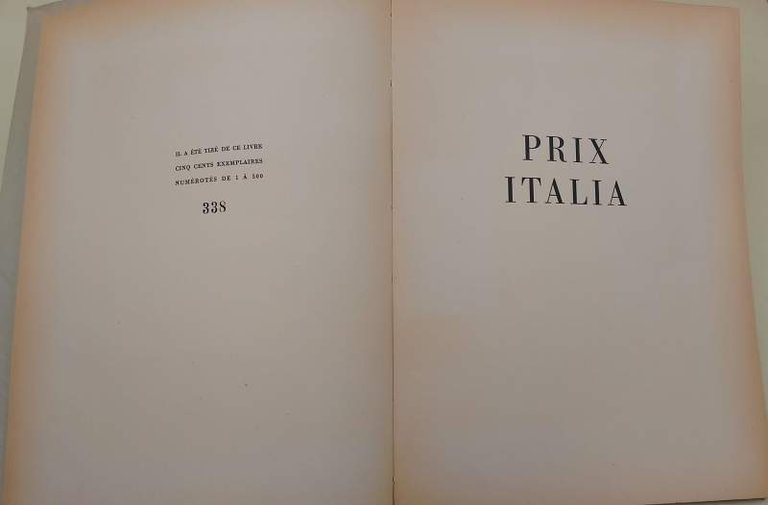 IL A ÉTÉ TIRÉ DE CE LIVRE
CINQ CENTS EXEMPLAIRES
NUMÉROTÉS DE 1 À 500
338
PRIX
ITALIA